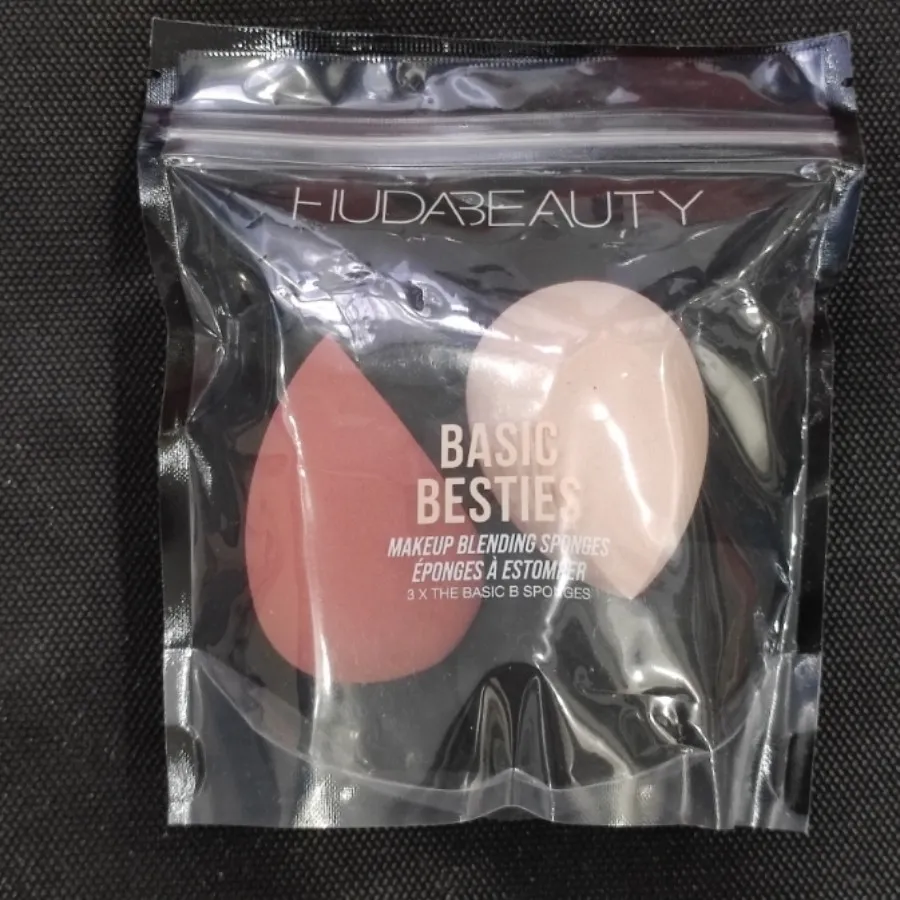 HUDABEAUTY
BASIC
BESTIES
MAKEUP BLENDING SPONGES
ÉPONGES À ESTOMPER
3 X THE BASIC B SPONGES